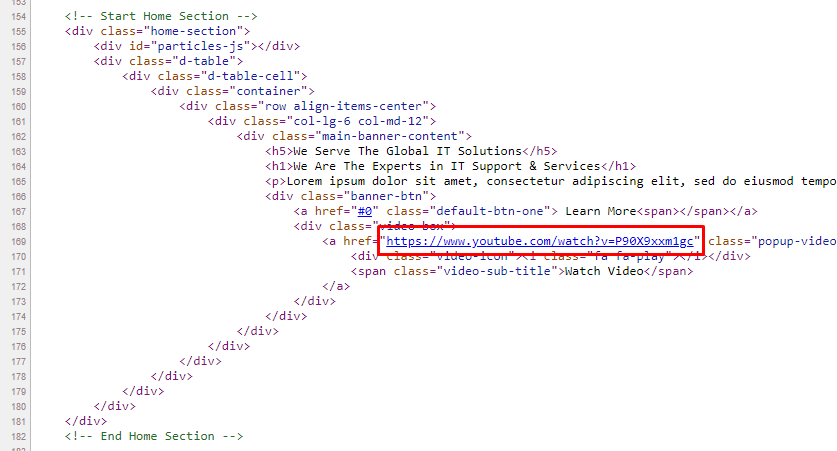 153
154 <!-- Start Home Section -->
155 <div class="home-section">
156 <div id="particles-js"></div>
157 <div class="d-table">
158 <div class="d-table-cell">
159 <div class="container">
160 <div class="row align-items-center">
161 <div class="col-lg-6 col-md-12">
162 <div class="main-banner-content">
163 <h5>We Serve The Global IT Solutions</h5>
164 <h1>We Are The Experts in IT Support & Services</h1>
165 <p>Lorem ipsum dolor sit amet, consectetur adipiscing elit, sed do eiusmod tempo
166 <div class="banner-btn">
167 <a href="#0" class="default-btn-one"> Learn More<span></span></a>
168 <div class="video-box">
169 <a href="https://www.youtube.com/watch?v=P90X9xxm1gc" class="popup-video
170 <div class="video-icon"><i class="fa fa-play"></i></div>
171 <span class="video-sub-title">Watch Video</span>
172 </a>
173 </div>
174 </div>
175 </div>
176 </div>
177 </div>
178 </div>
179 </div>
180 </div>
181 </div>
182 <!-- End Home Section -->